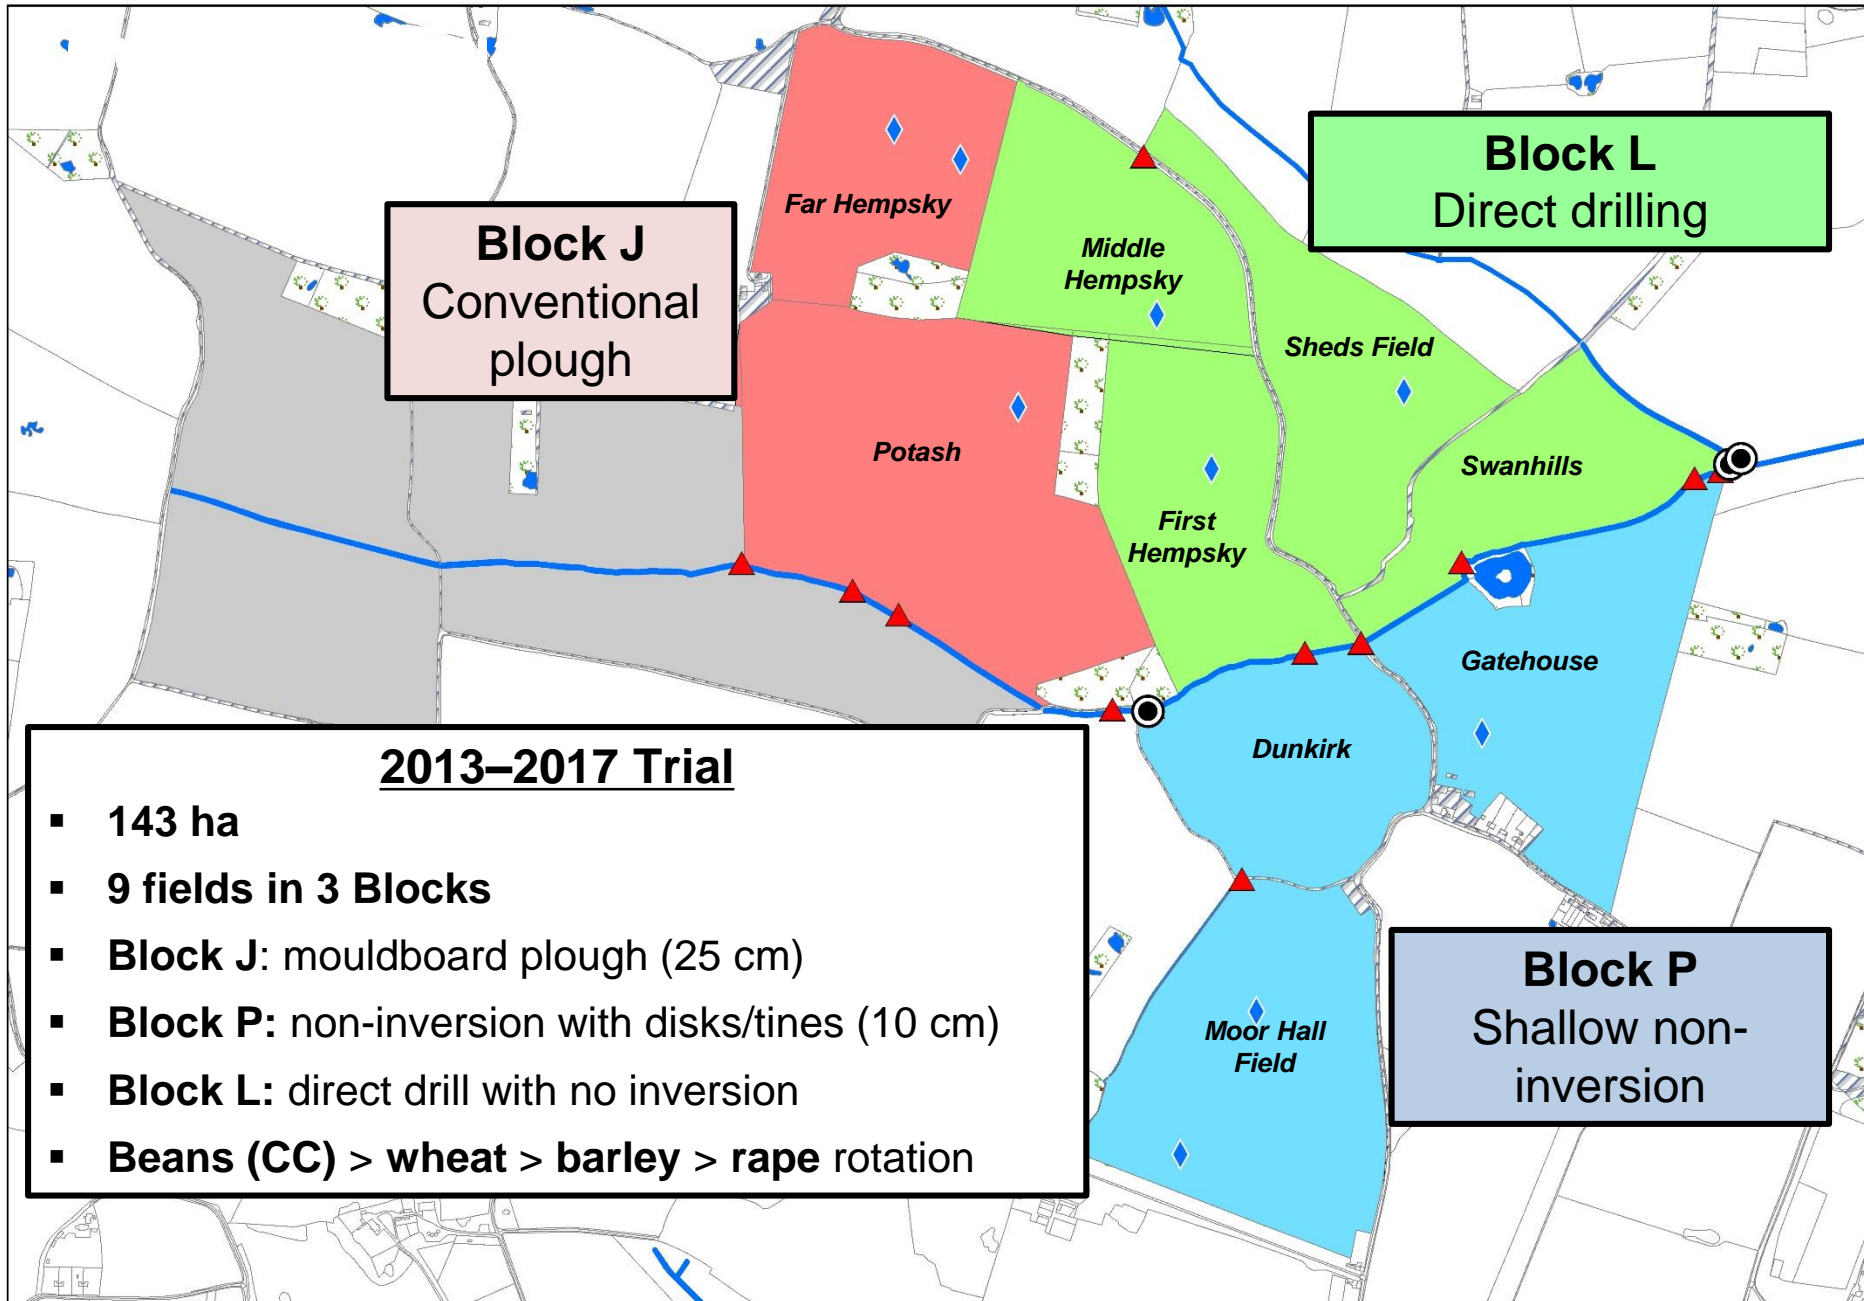 Block L
Direct drilling
Far Hempsky
Block J
Conventional
plough
Middle
Hempsky
Sheds Field
Potash
Swanhills
First
Hempsky
Gatehouse
Dunkirk
2013–2017 Trial
▪ 143 ha
▪ 9 fields in 3 Blocks
▪ Block J: mouldboard plough (25 cm)
▪ Block P: non-inversion with disks/tines (10 cm)
▪ Block L: direct drill with no inversion
▪ Beans (CC) > wheat > barley > rape rotation
Moor Hall
Field
Block P
Shallow non-
inversion